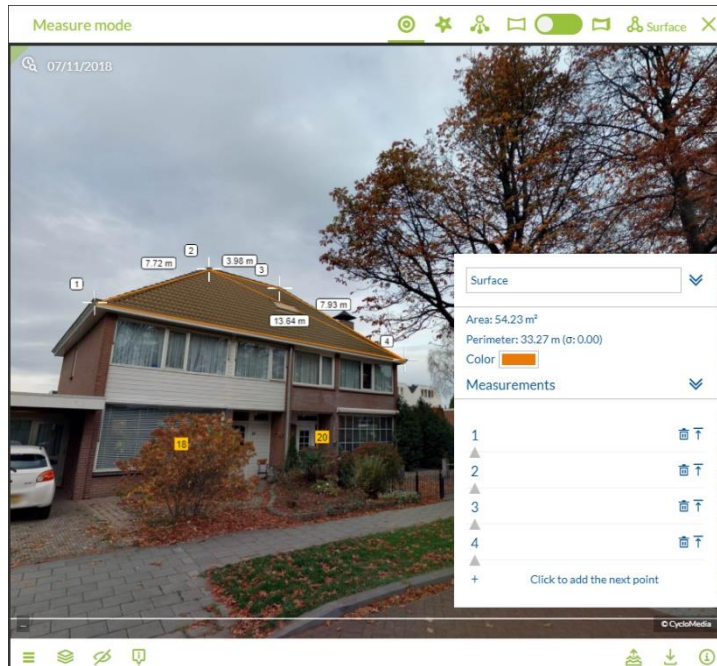 Measure mode
Surface
07/11/2018
2
7.72 m
3.98 m
3
1
7.93 m
13.64 m
4
18
20
Surface
Area: 54.23 m²
Perimeter: 33.27 m (σ: 0.00)
Color
Measurements
1
2
3
4
+ Click to add the next point
© CycloMedia